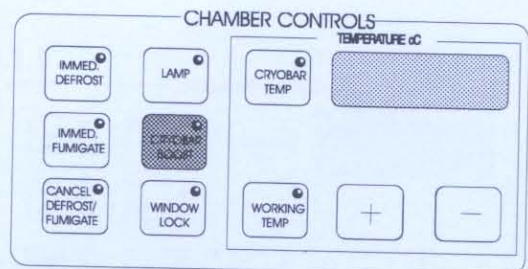 CHAMBER CONTROLS
TEMPERATURE oC
IMMED.
DEFROST
LAMP
CRYOBAR
TEMP
IMMED.
FUMIGATE
CRYOBAR
BOOST
CANCEL
DEFROST/
FUMIGATE
WINDOW
LOCK
WORKING
TEMP
+
-